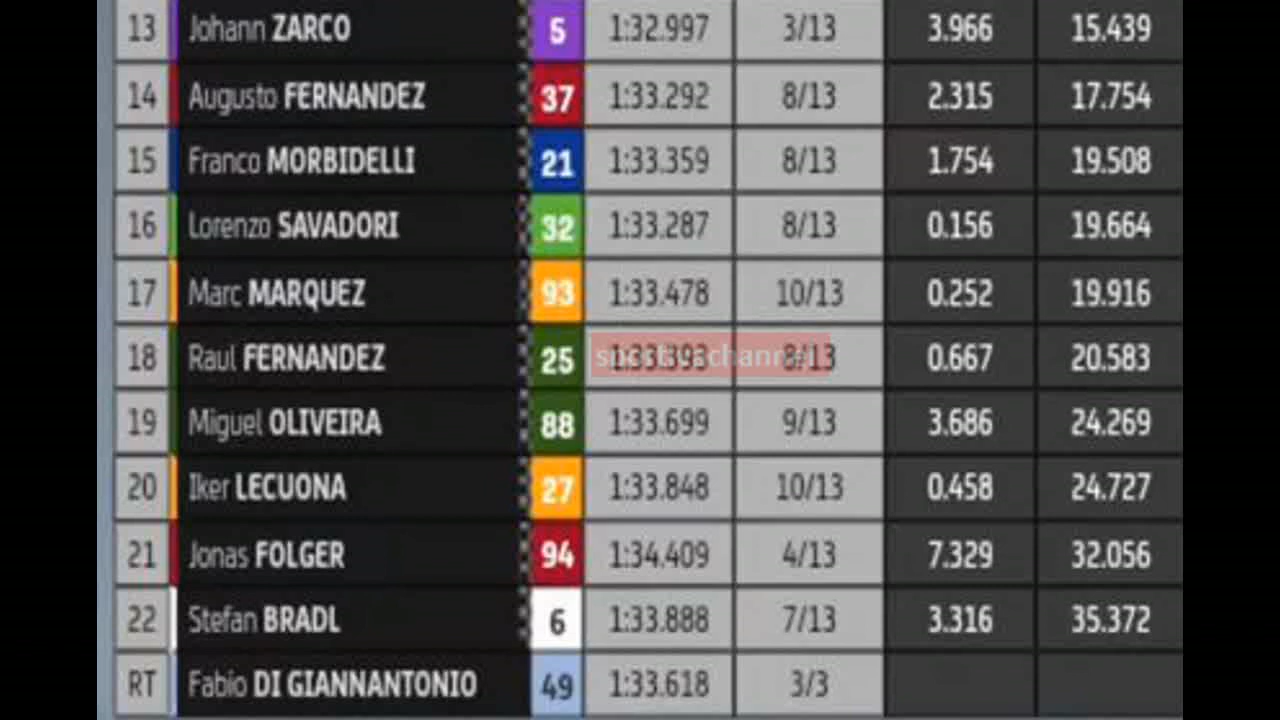 13 Johann ZARCO 5 1:32.997 3/13 3.966 15.439
14 Augusto FERNANDEZ 37 1:33.292 8/13 2.315 17.754
15 Franco MORBIDELLI 21 1:33.359 8/13 1.754 19.508
16 Lorenzo SAVADORI 32 1:33.287 8/13 0.156 19.664
17 Marc MARQUEZ 93 1:33.478 10/13 0.252 19.916
18 Raul FERNANDEZ 25 1:33.393 8/13 0.667 20.583
19 Miguel OLIVEIRA 88 1:33.699 9/13 3.686 24.269
20 Iker LECUONA 27 1:33.848 10/13 0.458 24.727
21 Jonas FOLGER 94 1:34.409 4/13 7.329 32.056
22 Stefan BRADL 6 1:33.888 7/13 3.316 35.372
RT Fabio DI GIANNANTONIO 49 1:33.618 3/3